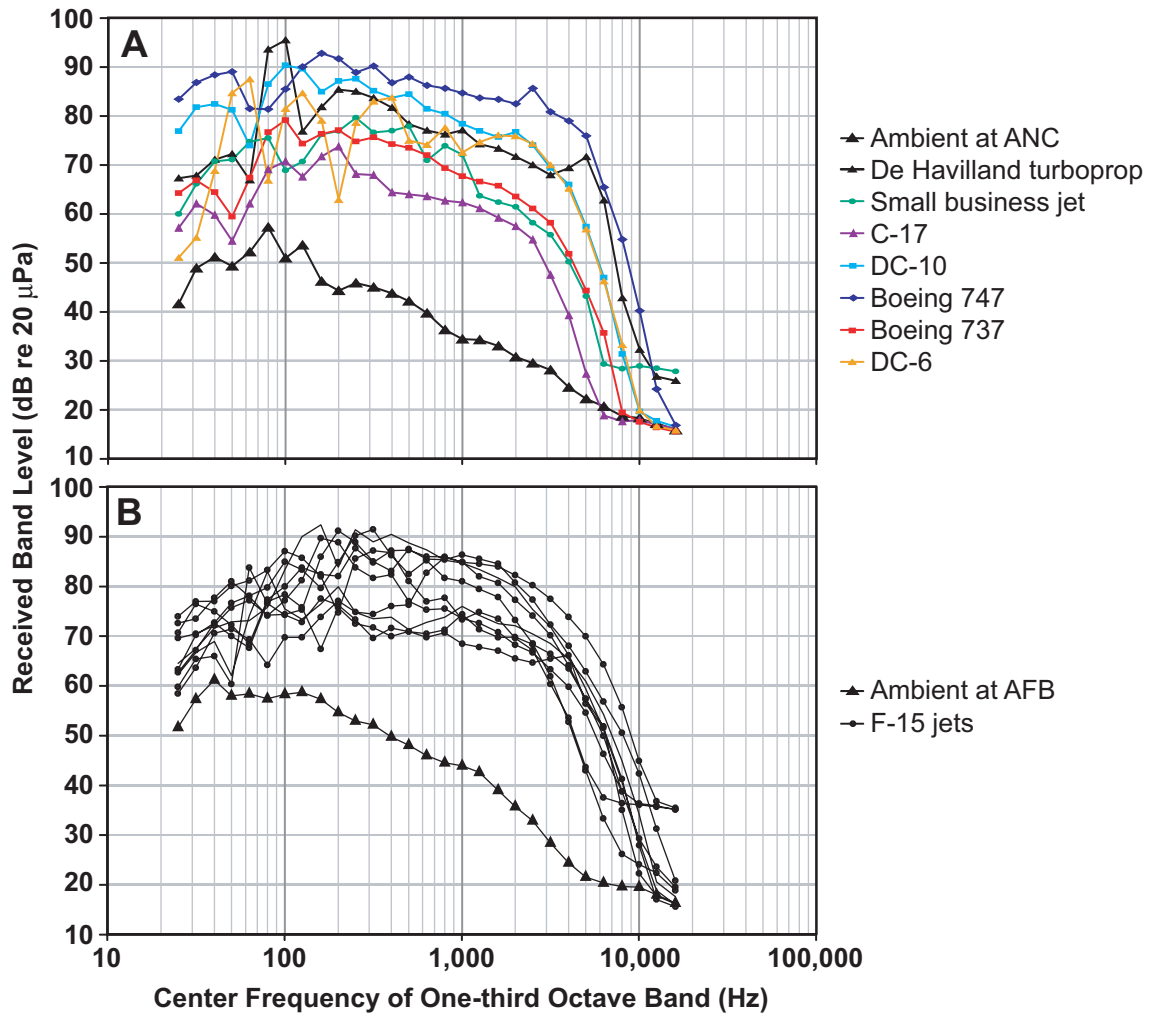 A
100
90
80
70
60
50
40
30
20
10
Ambient at ANC
De Havilland turboprop
Small business jet
C-17
DC-10
Boeing 747
Boeing 737
DC-6
Received Band Level (dB re 20 µPa)
B
100
90
80
70
60
50
40
30
20
10
Ambient at AFB
F-15 jets
10
100
1,000
10,000
100,000
Center Frequency of One-third Octave Band (Hz)